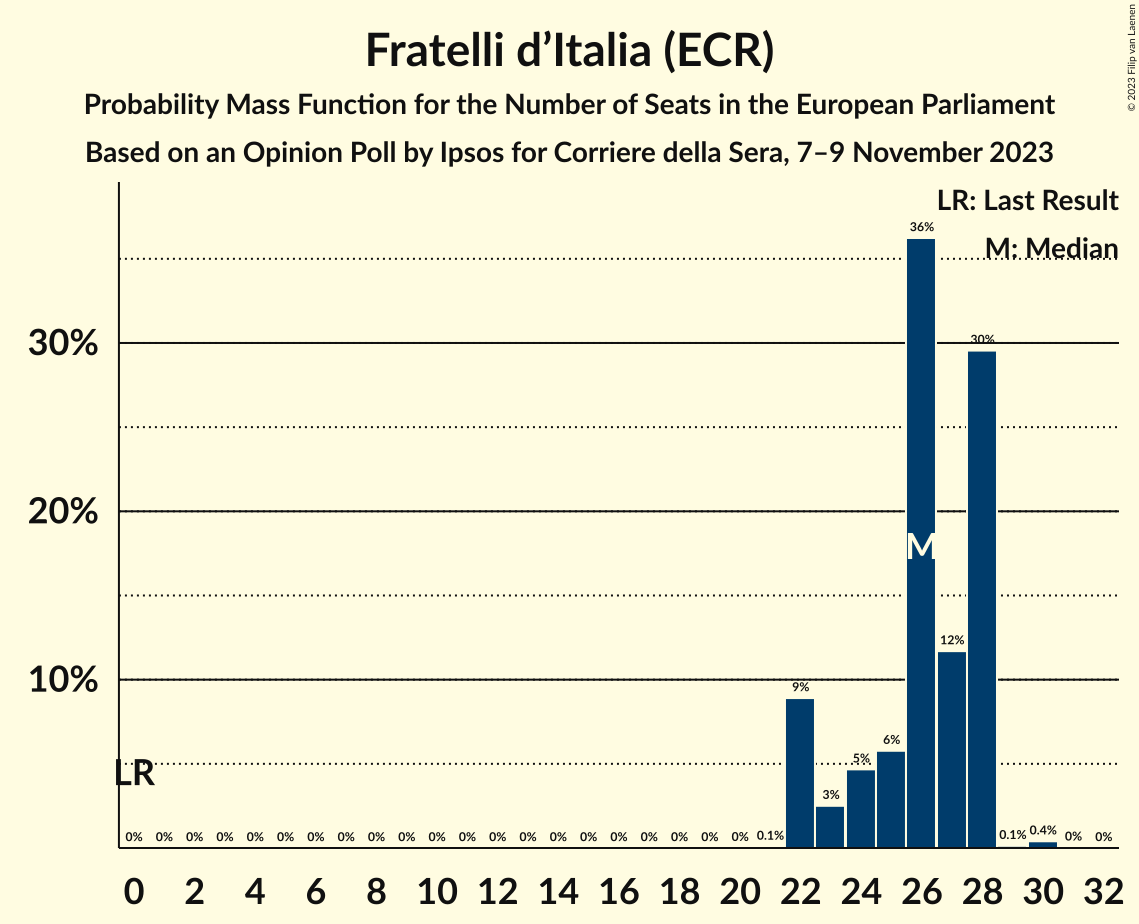 Fratelli d’Italia (ECR)
Probability Mass Function for the Number of Seats in the European Parliament
Based on an Opinion Poll by Ipsos for Corriere della Sera, 7–9 November 2023
© 2023 Filip van Laenen
LR: Last Result
M: Median
36%
30%
30%
20%
M
12%
10%
9%
6%
5%
LR
3%
0% 0% 0% 0% 0% 0% 0% 0% 0% 0% 0% 0% 0% 0% 0% 0% 0% 0% 0% 0% 0% 0.1% 0.1% 0.4% 0% 0%
0 2 4 6 8 10 12 14 16 18 20 22 24 26 28 30 32